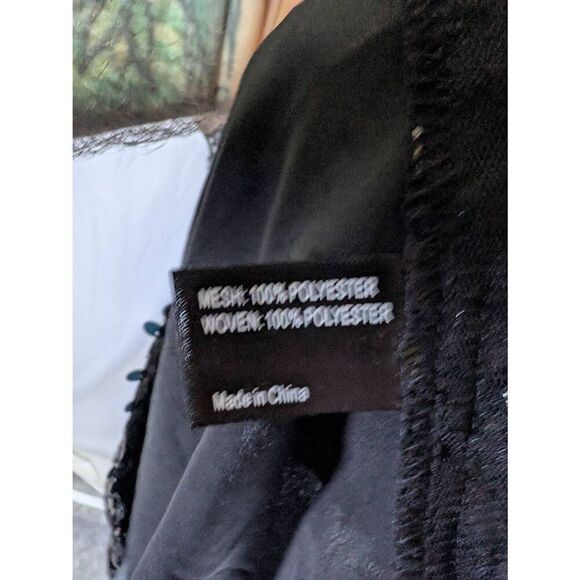 MESH: 100% POLYESTER
WOVEN: 100% POLYESTER
Made in China